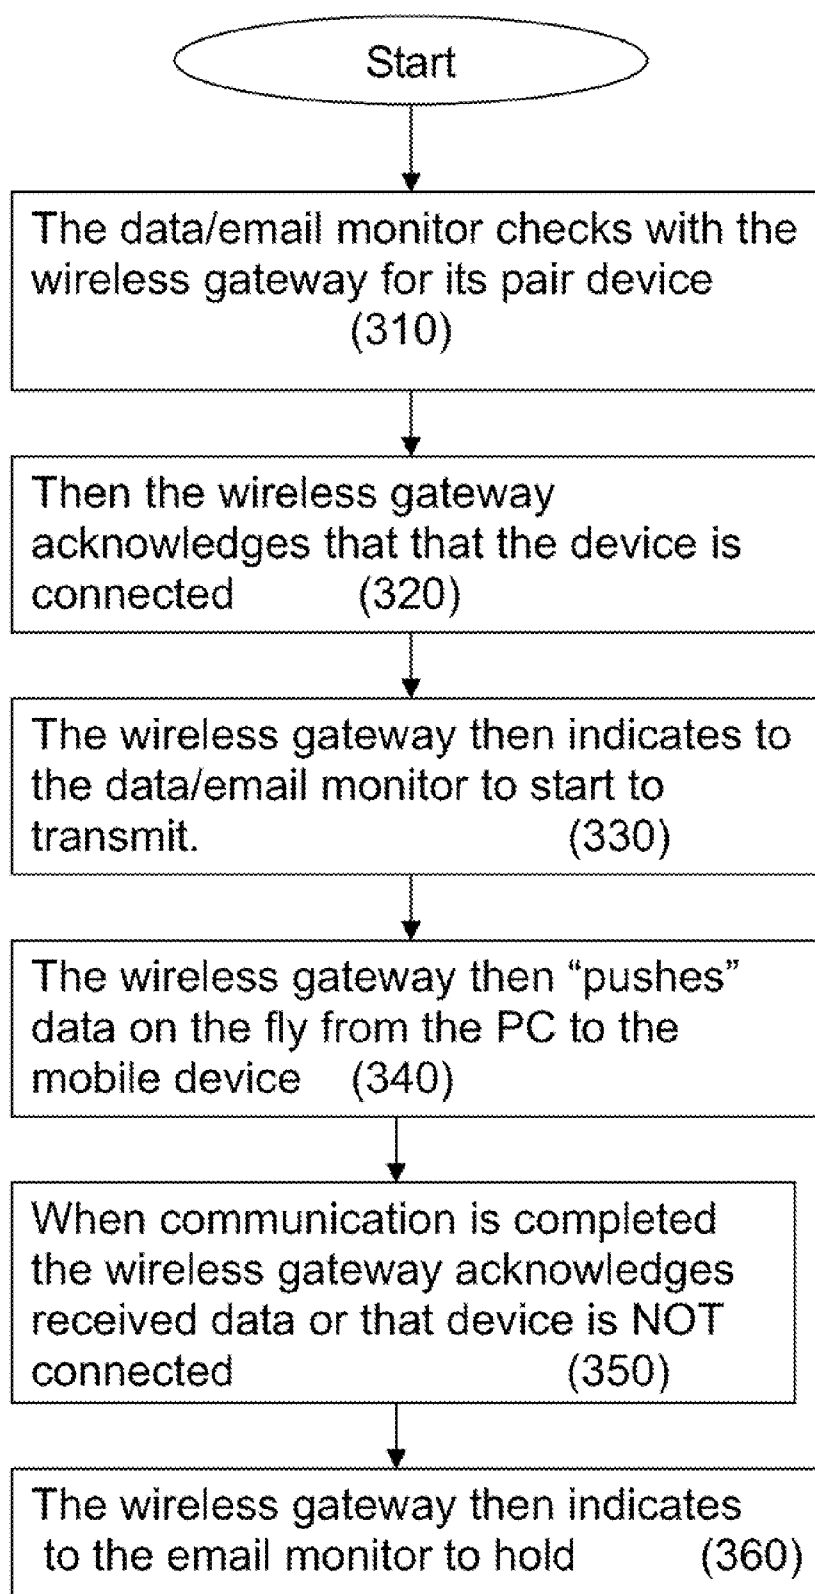 Start
The data/email monitor checks with the
wireless gateway for its pair device
(310)
Then the wireless gateway
acknowledges that that the device is
connected (320)
The wireless gateway then indicates to
the data/email monitor to start to
transmit. (330)
The wireless gateway then “pushes”
data on the fly from the PC to the
mobile device (340)
When communication is completed
the wireless gateway acknowledges
received data or that device is NOT
connected (350)
The wireless gateway then indicates
to the email monitor to hold (360)